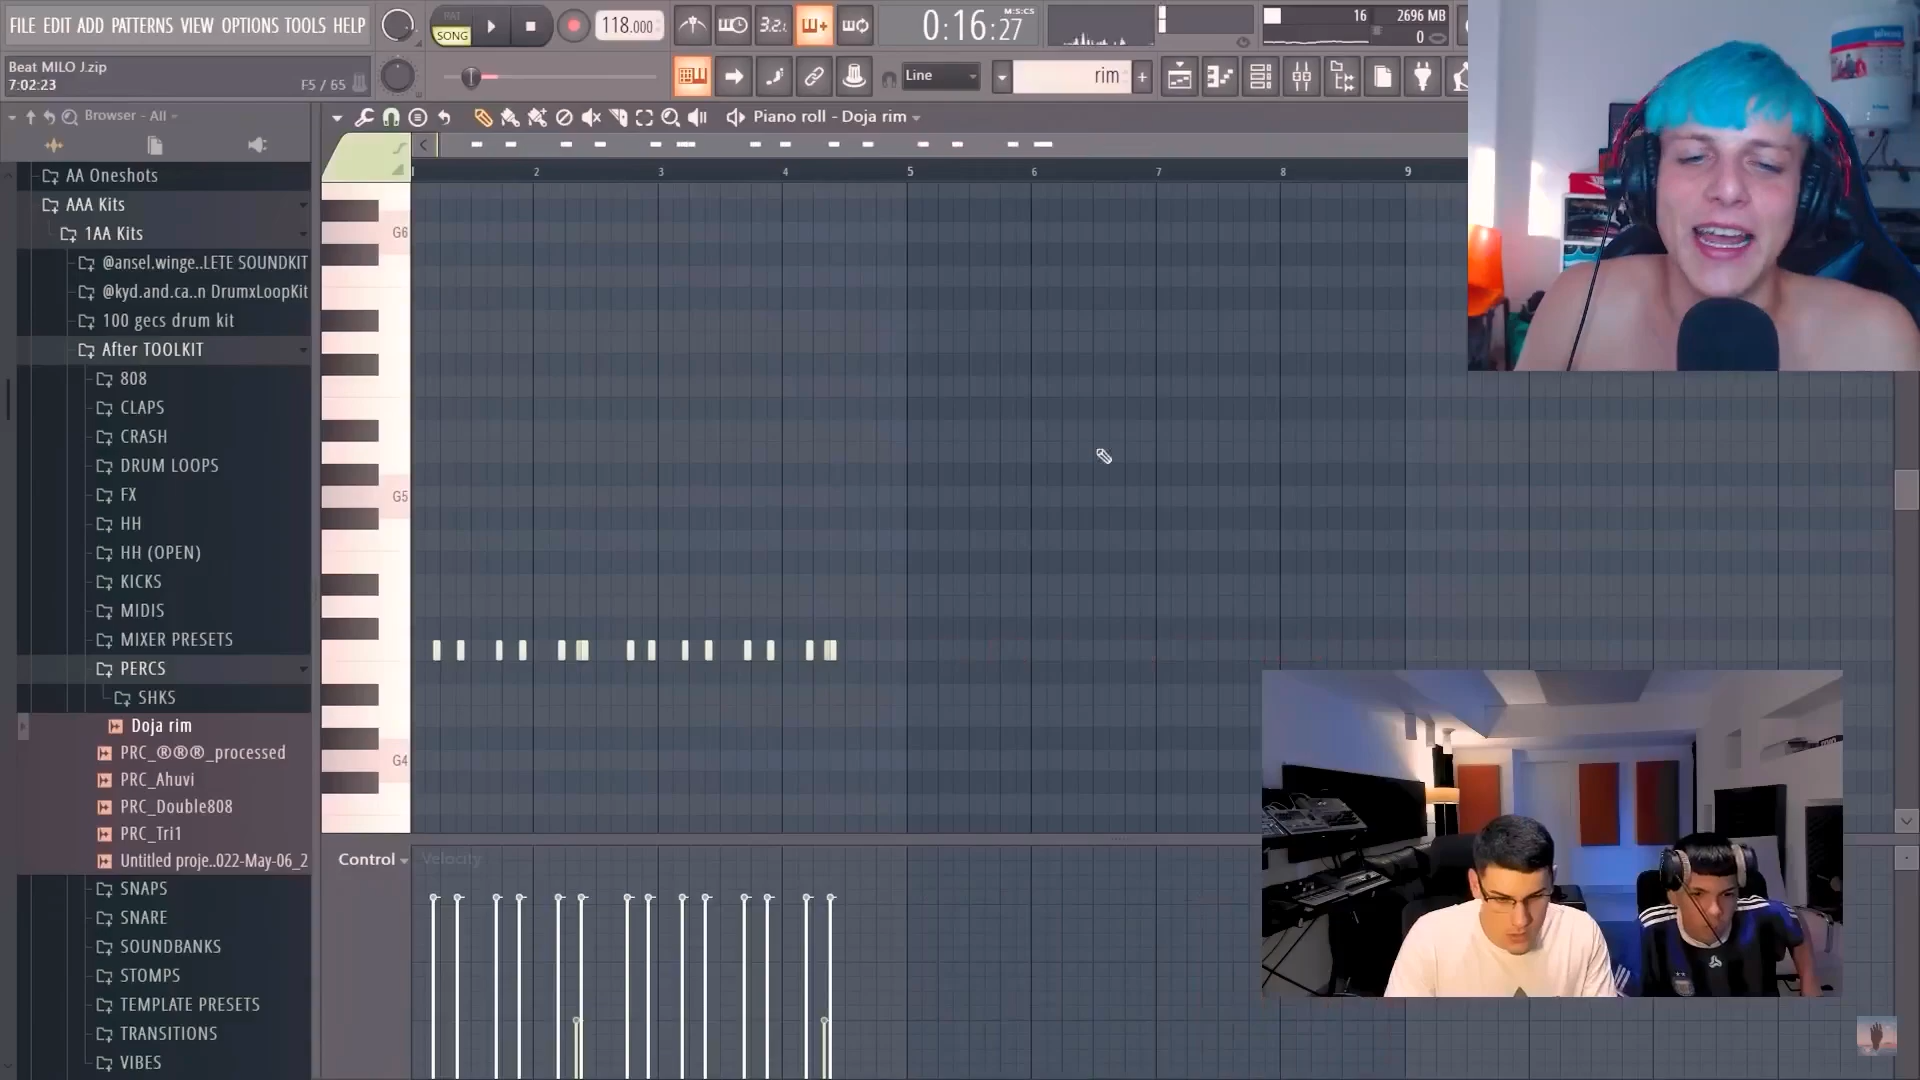 FILE EDIT ADD PATTERNS VIEW OPTIONS TOOLS HELP
Beat MILO J.zip
7:02:23
F5 / 65
PAT
SONG
118.000
3.2.
0:16:27
M:S:CS
16
2696 MB
0
Line
rim
Browser - All
Piano roll - Doja rim
AA Oneshots
AAA Kits
1AA Kits
@ansel.winge..LETE SOUNDKIT
@kyd.and.ca..n DrumxLoopKit
100 gecs drum kit
After TOOLKIT
808
CLAPS
CRASH
DRUM LOOPS
FX
HH
HH (OPEN)
KICKS
MIDIS
MIXER PRESETS
PERCS
SHKS
Doja rim
PRC_®®®_processed
PRC_Ahuvi
PRC_Double808
PRC_Tri1
Untitled proje..022-May-06_2
SNAPS
SNARE
SOUNDBANKS
STOMPS
TEMPLATE PRESETS
TRANSITIONS
VIBES
1 2 3 4 5 6 7 8 9
G6
G5
G4
Control
Velocity